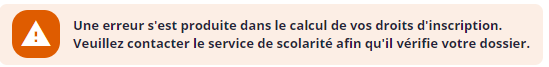 Une erreur s'est produite dans le calcul de vos droits d'inscription.
Veuillez contacter le service de scolarité afin qu'il vérifie votre dossier.